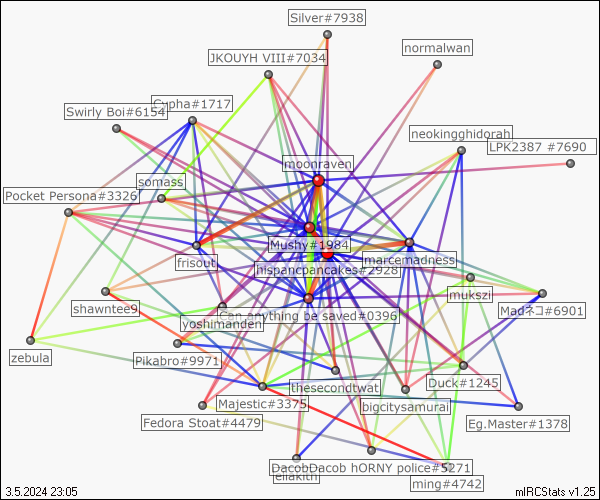 Silver#7938
normalwan
JKOUYH VIII#7034
Cypha#1717
Swirly Boi#6154
neokingghidorah
LPK2387 #7690
moonraven
somass
Pocket Persona#3326
Mushy#1984
marcemadness
frisout
hispancpancakes#2928
mukszi
shawntee9
Can anything be saved#0396
Madネコ#6901
yoshimanden
zebula
Pikabro#9971
thesecondtwat
Duck#1245
Majestic#3375
bigcitysamurai
Fedora Stoat#4479
Eg.Master#1378
DacobDacob hORNY police#5271
eliakith
ming#4742
3.5.2024 23:05
mIRCStats v1.25